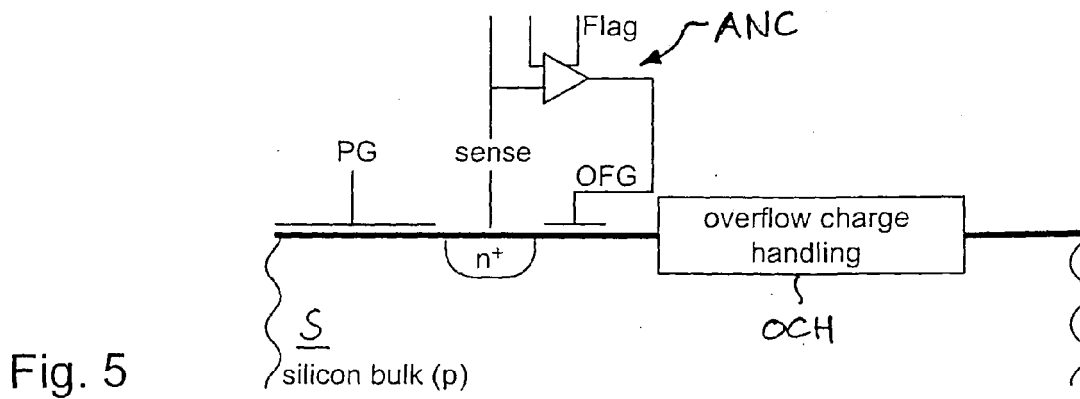 Flag
ANC
PG
sense
OFG
overflow charge
handling
n+
OCH
S
silicon bulk (p)
Fig. 5